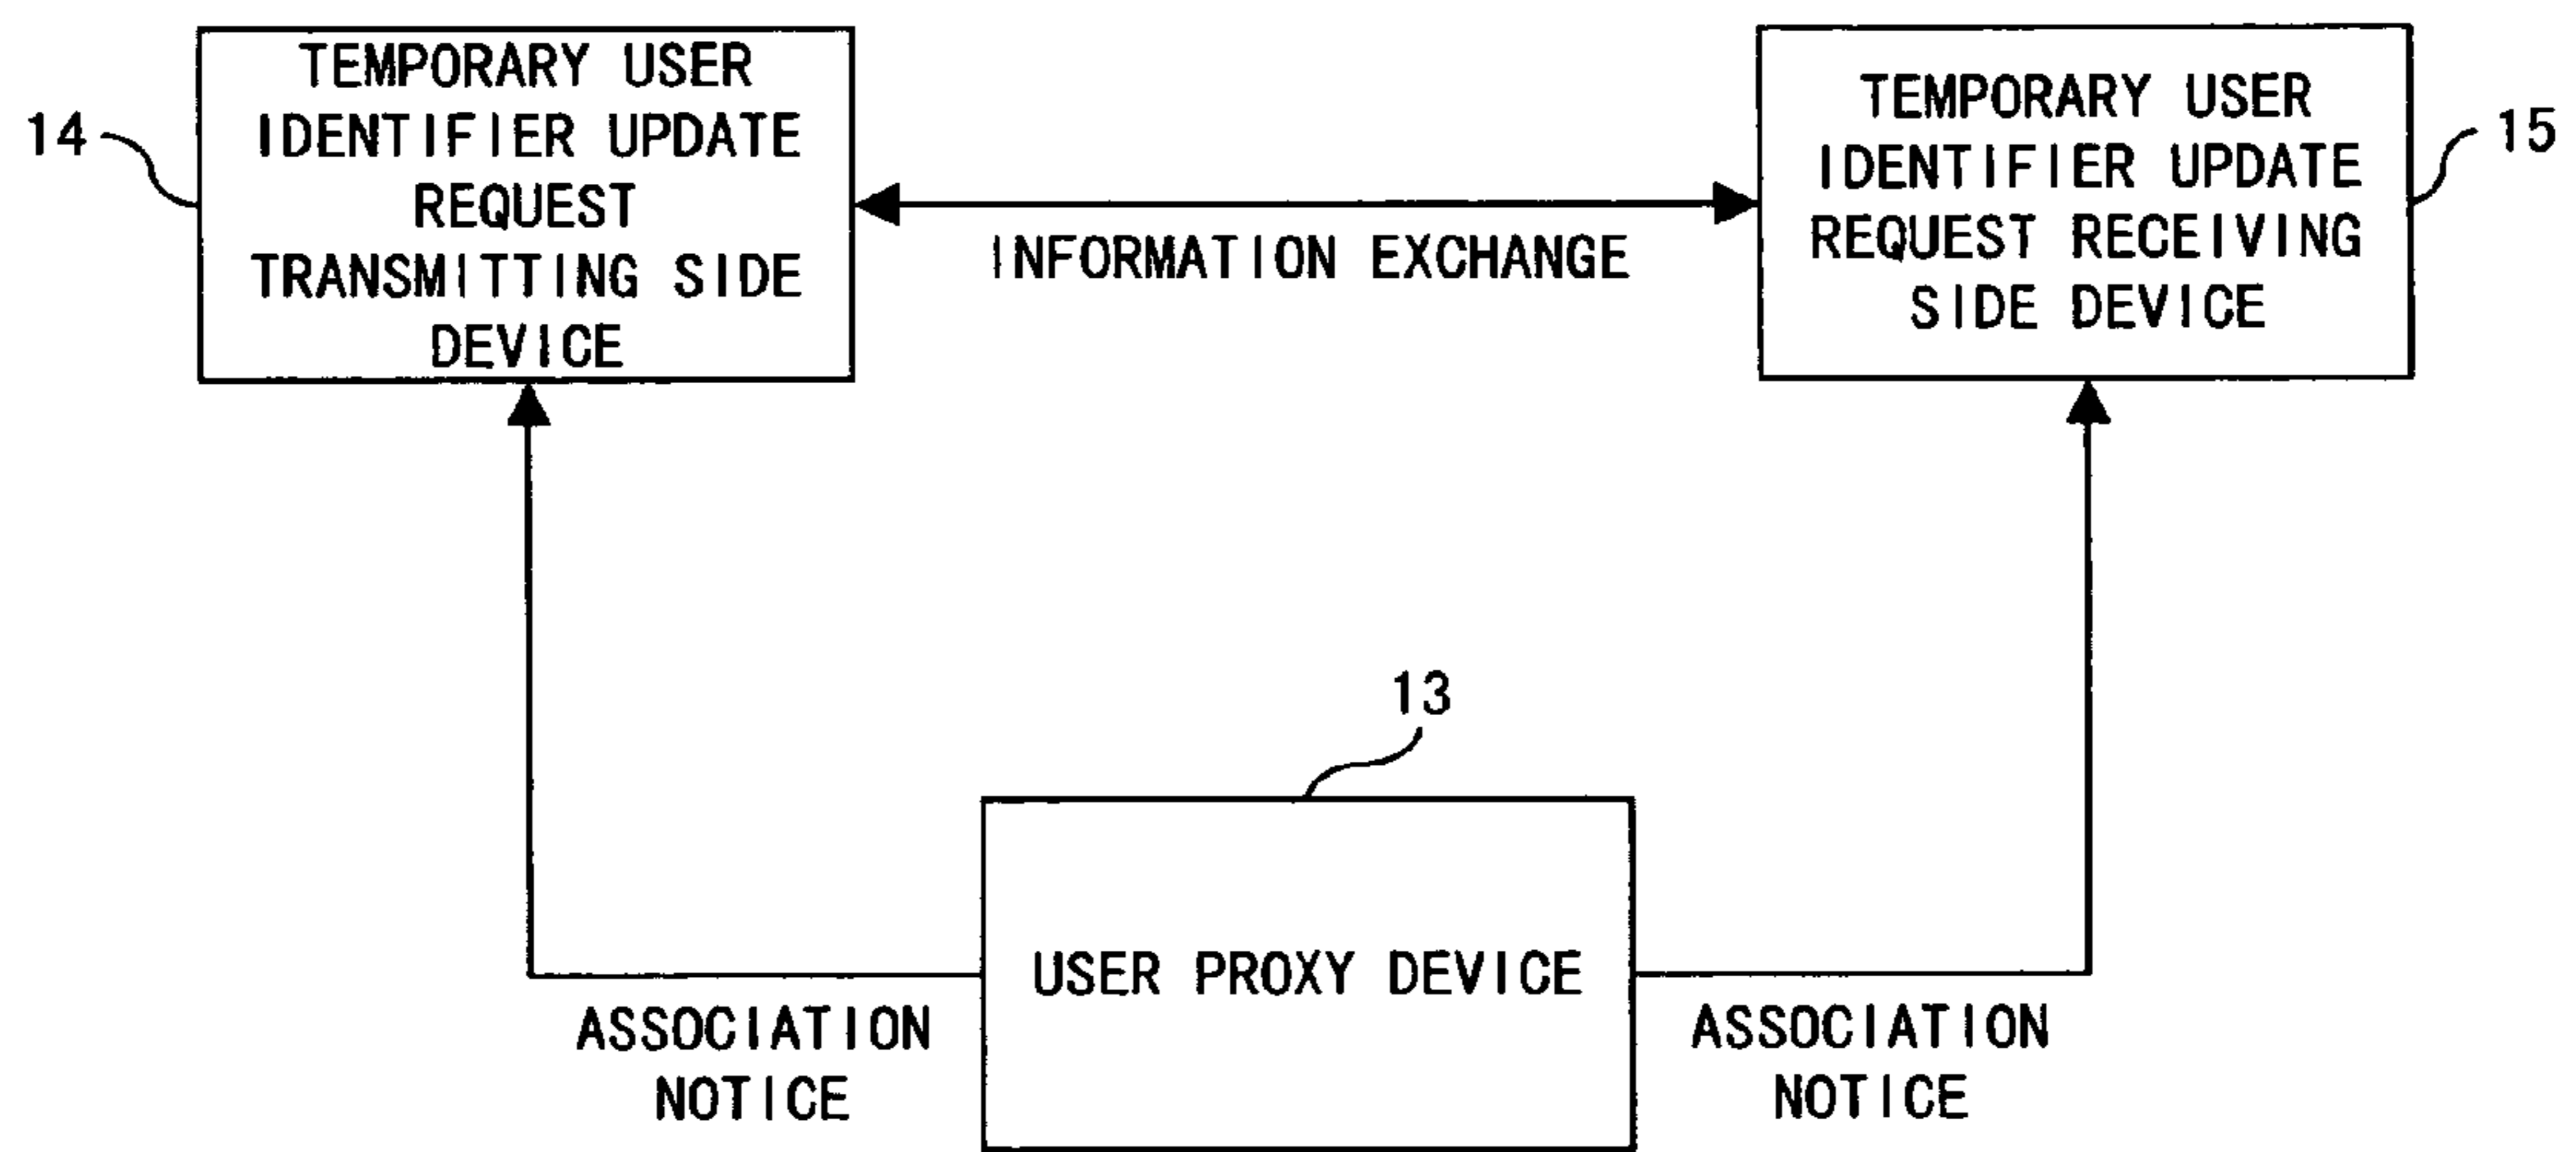 14
TEMPORARY USER
IDENTIFIER UPDATE
REQUEST
TRANSMITTING SIDE
DEVICE
INFORMATION EXCHANGE
TEMPORARY USER
IDENTIFIER UPDATE
REQUEST RECEIVING
SIDE DEVICE
15
13
USER PROXY DEVICE
ASSOCIATION
NOTICE
ASSOCIATION
NOTICE